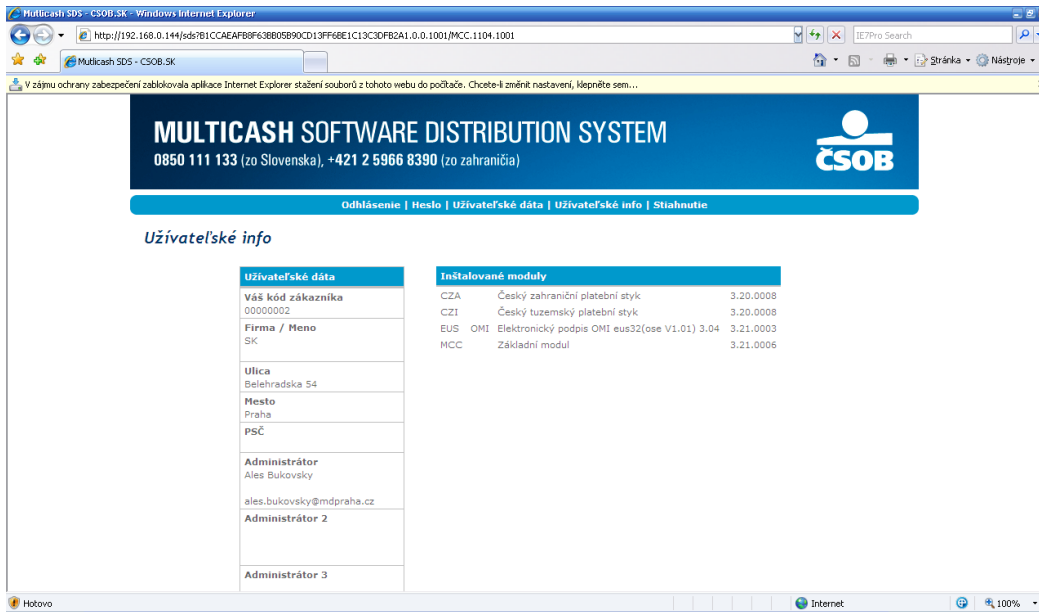 Mutlicash SDS - CSOB.SK - Windows Internet Explorer
http://192.168.0.144/sds?B1CCAEAFB8F63BB05B90CD13FF6BE1C13C3DFB2A1.0.0.1001/MCC.1104.1001
IE7Pro Search
Mutlicash SDS - CSOB.SK
Stránka
Nástroje
V zájmu ochrany zabezpečení zablokovala aplikace Internet Explorer stažení souborů z tohoto webu do počítače. Chcete-li změnit nastavení, klepněte sem...
MULTICASH SOFTWARE DISTRIBUTION SYSTEM
0850 111 133 (zo Slovenska), +421 2 5966 8390 (zo zahraničia)
ČSOB
Odhlásenie | Heslo | Užívateľské dáta | Užívateľské info | Stiahnutie
Užívateľské info
Užívateľské dáta
Váš kód zákazníka
00000002
Firma / Meno
SK
Ulica
Belehradska 54
Mesto
Praha
PSČ
Administrátor
Ales Bukovsky
ales.bukovsky@mdpraha.cz
Administrátor 2
Administrátor 3
Inštalované moduly
CZA Český zahraniční platební styk 3.20.0008
CZI Český tuzemský platební styk 3.20.0008
EUS OMI Elektronický podpis OMI eus32(ose V1.01) 3.04 3.21.0003
MCC Základní modul 3.21.0006
Hotovo
Internet
100%